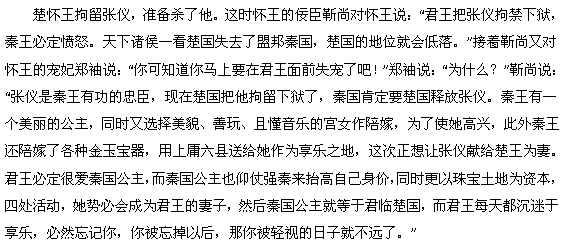 楚怀王拘留张仪，准备杀了他。这时怀王的佞臣靳尚对怀王说：“君王把张仪拘禁下狱，
秦王必定愤怒。天下诸侯一看楚国失去了盟邦秦国，楚国的地位就会低落。”接着靳尚又对
怀王的宠妃郑袖说：“你可知道你马上要在君王面前失宠了吧！”郑袖说：“为什么？”靳尚说：
“张仪是秦王有功的忠臣，现在楚国把他拘留下狱了，秦国肯定要楚国释放张仪。秦王有一
个美丽的公主，同时又选择美貌、善玩、且懂音乐的宫女作陪嫁，为了使她高兴，此外秦王
还陪嫁了各种金玉宝器，用上庸六县送给她作为享乐之地，这次正想让张仪献给楚王为妻。
君王必定很爱秦国公主，而秦国公主也仰仗强秦来抬高自己身价，同时更以珠宝土地为资本，
四处活动，她势必会成为君王的妻子，然后秦国公主就等于君临楚国，而君王每天都沉迷于
享乐，必然忘记你，你被忘掉以后，那你被轻视的日子就不远了。”